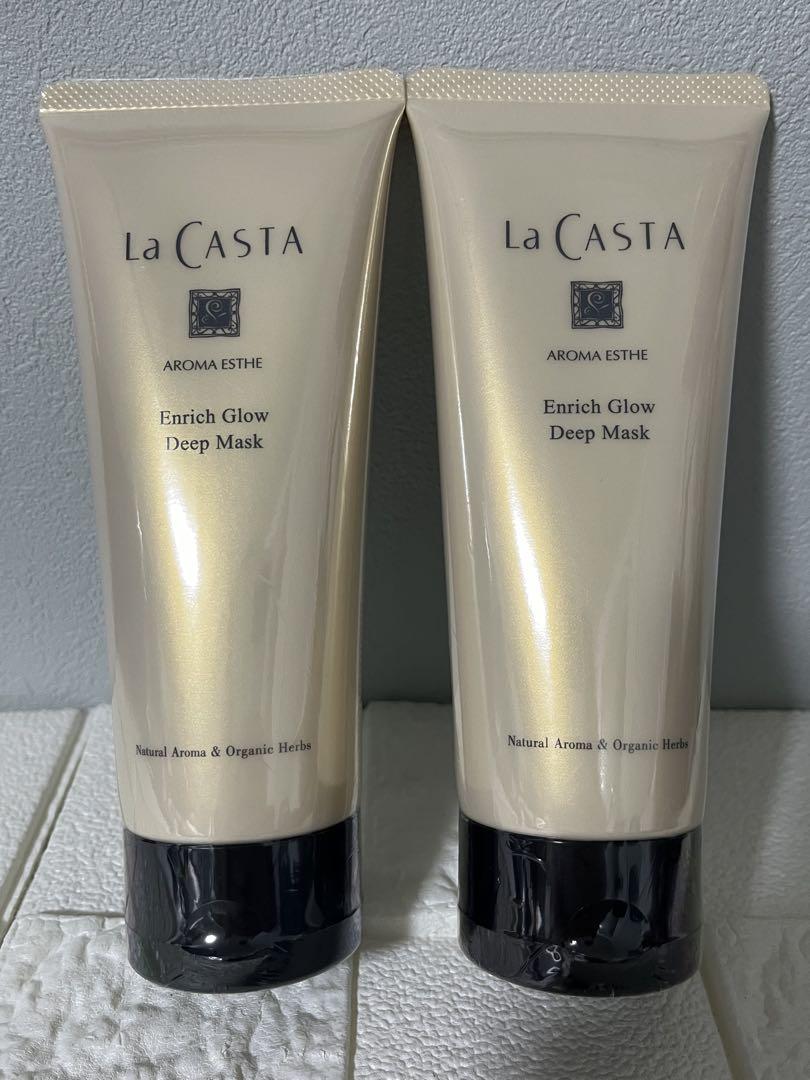 La CASTA
AROMA ESTHE
Enrich Glow
Deep Mask
Natural Aroma & Organic Herbs
La CASTA
AROMA ESTHE
Enrich Glow
Deep Mask
Natural Aroma & Organic Herbs